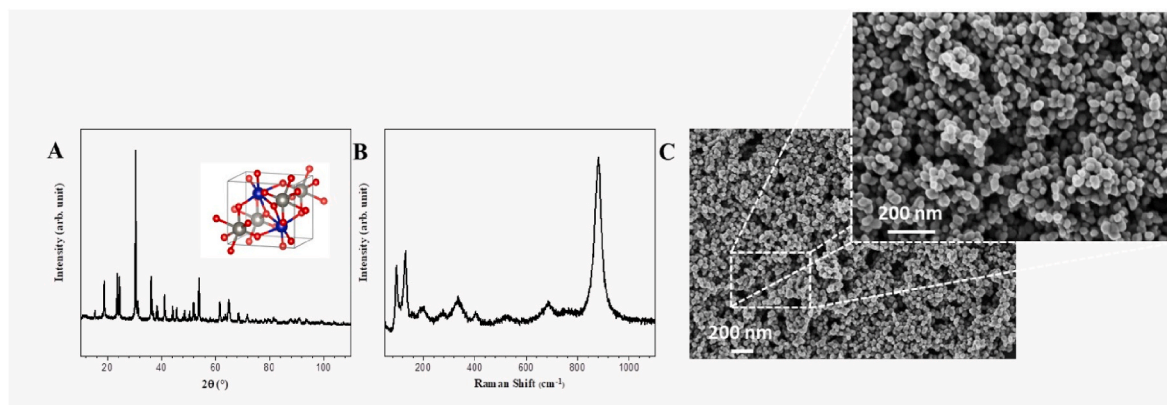 A
Intensity (arb. unit)
20 40 60 80 100
2θ (°)
B
Intensity (arb. unit)
200 400 600 800 1000
Raman Shift (cm⁻¹)
C
200 nm
200 nm